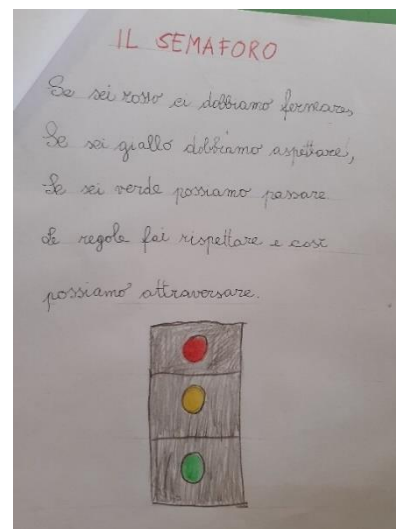 IL SEMAFORO
Se sei rosso ci dobbiamo fermare,
Se sei giallo dobbiamo aspettare,
Se sei verde possiamo passare
Le regole fai rispettare e così
possiamo attraversare.